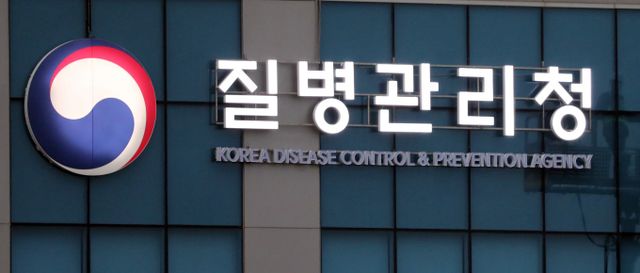 질병관리청
KOREA DISEASE CONTROL & PREVENTION AGENCY